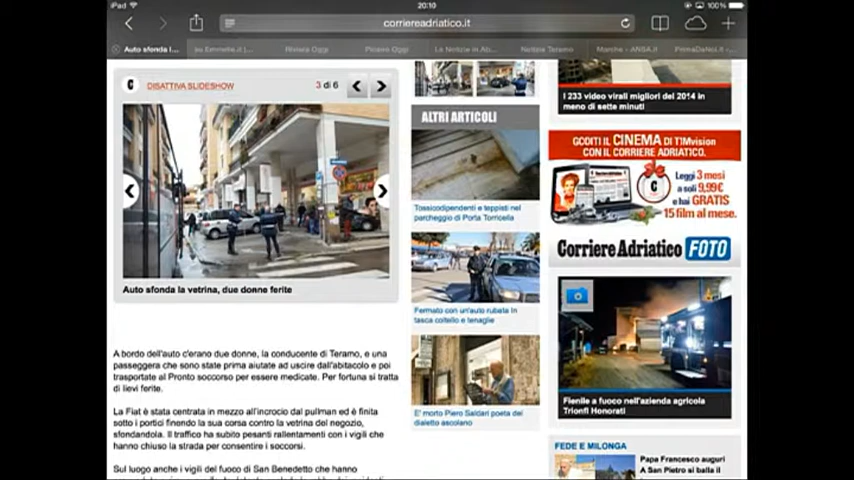 iPad
20:10
100%
corriereadriatico.it
Auto sfonda l...
Riviera Oggi
Piceno Oggi
La Notizia in Ab...
Notizie Teramo
Marche – ANSA.it
PrimaDaNoi.it -...
C
DISATTIVA SLIDESHOW
3 di 6
Auto sfonda la vetrina, due donne ferite
A bordo dell'auto c'erano due donne, la conducente di Teramo, e una
passeggera che sono state prima aiutate ad uscire dall'abitacolo e poi
trasportate al Pronto soccorso per essere medicate. Per fortuna si tratta
di lievi ferite.
La Fiat è stata centrata in mezzo all'incrocio dal pullman ed è finita
sotto i portici finendo la sua corsa contro la vetrina del negozio,
sfondandola. Il traffico ha subito pesanti rallentamenti con i vigili che
hanno chiuso la strada per consentire i soccorsi.
Sul luogo anche i vigili del fuoco di San Benedetto che hanno
ALTRI ARTICOLI
Tossicodipendenti e teppisti nel
parcheggio di Porta Torricella
Fermato con un'auto rubata In
tasca coltello e tenaglie
E' morto Piero Saldari poeta del
dialetto ascolano
I 233 video virali migliori del 2014 in
meno di sette minuti
GODITI IL CINEMA DI TIMvision
CON IL CORRIERE ADRIATICO.
Leggi 3 mesi
a soli 9,99€
e hai GRATIS
15 film al mese.
C
Corriere Adriatico FOTO
Fienile a fuoco nell'azienda agricola
Trionfi Honorati
FEDE E MILONGA
Papa Francesco auguri
A San Pietro si balla il